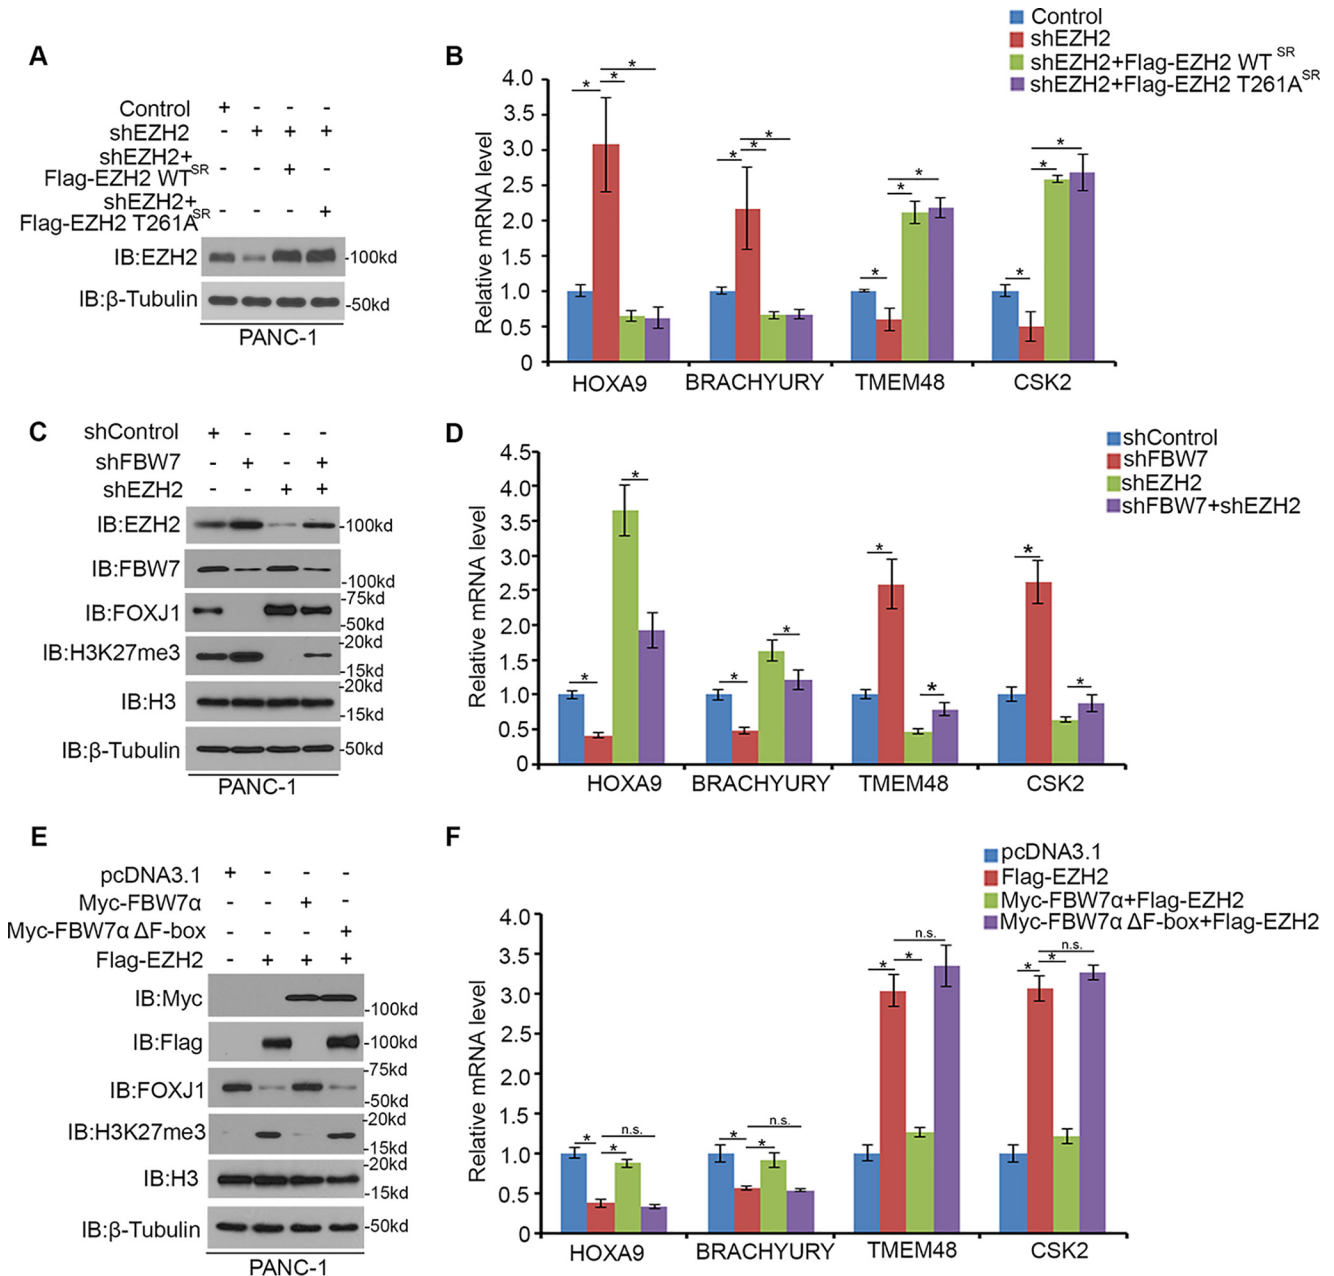 A
Control + - - -
shEZH2 - + + +
shEZH2+
Flag-EZH2 WT SR - - + -
shEZH2+
Flag-EZH2 T261A SR - - - +
IB:EZH2 -100kd
IB:β-Tubulin -50kd
PANC-1
B
Control
shEZH2
shEZH2+Flag-EZH2 WT SR
shEZH2+Flag-EZH2 T261A SR
Relative mRNA level
4.0
3.5
3.0
2.5
2.0
1.5
1.0
0.5
0
* * *
* * *
* * *
* * *
HOXA9 BRACHYURY TMEM48 CSK2
C
shControl + - - -
shFBW7 - + - +
shEZH2 - - + +
IB:EZH2 -100kd
IB:FBW7 -100kd
IB:FOXJ1 -75kd
-50kd
IB:H3K27me3 -20kd
-15kd
IB:H3 -20kd
-15kd
IB:β-Tubulin -50kd
PANC-1
D
shControl
shFBW7
shEZH2
shFBW7+shEZH2
Relative mRNA level
4.5
4.0
3.5
3.0
2.5
2.0
1.5
1.0
0.5
0
* *
* *
* *
* *
HOXA9 BRACHYURY TMEM48 CSK2
E
pcDNA3.1 + - - -
Myc-FBW7α - - + -
Myc-FBW7α ΔF-box - - - +
Flag-EZH2 - + + +
IB:Myc -100kd
IB:Flag -100kd
IB:FOXJ1 -75kd
-50kd
IB:H3K27me3 -20kd
-15kd
IB:H3 -20kd
-15kd
IB:β-Tubulin -50kd
PANC-1
F
pcDNA3.1
Flag-EZH2
Myc-FBW7α+Flag-EZH2
Myc-FBW7α ΔF-box+Flag-EZH2
Relative mRNA level
4.0
3.5
3.0
2.5
2.0
1.5
1.0
0.5
0
* * n.s.
* * n.s.
* * n.s.
* * n.s.
HOXA9 BRACHYURY TMEM48 CSK2